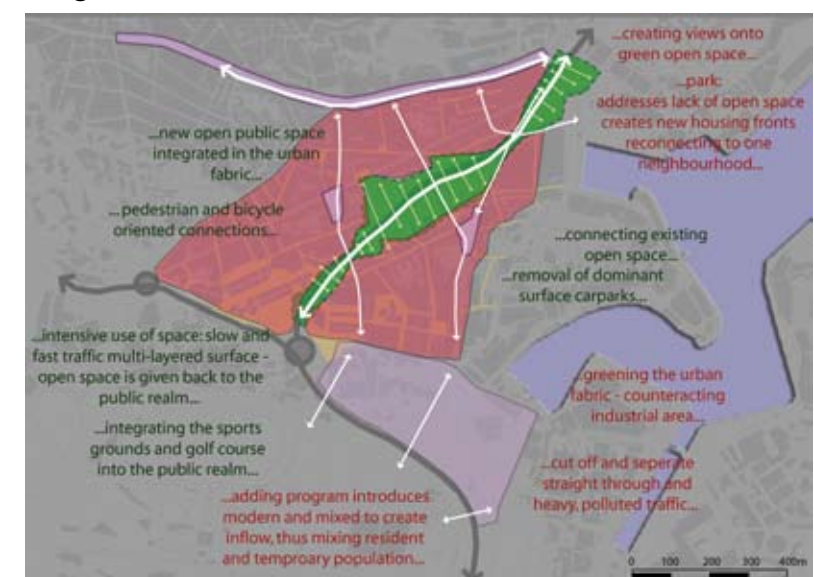 ...creating views onto
green open space...
...park:
addresses lack of open space
creates new housing fronts
recongecting to one
neighbourhood...
...new open public space
integrated in the urban
fabric...
...pedestrian and bicycle
oriented connections...
...connecting existing
open space...
...removal of dominant
surface carparks...
...intensive use of space: slow and
fast traffic multi-layered surface -
open space is given back to the
public realm...
...greening the urban
fabric - counteracting
industrial area...
...integrating the sports
grounds and golf course
into the public realm...
...cut off and seperate
straight through and
heavy, polluted traffic...
...adding program introduces
modern and mixed to create
inflow, thus mixing resident
and temproary population...
0 100 200 300 400m